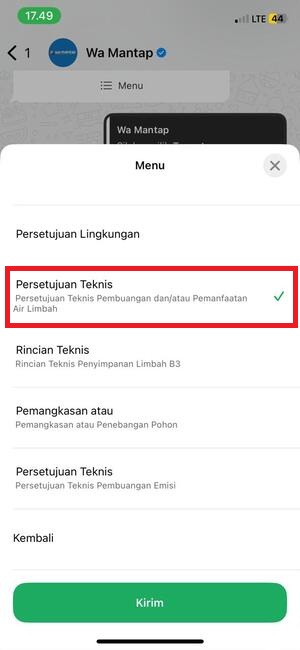 17.49
LTE 44
1
Wa Mantap
Menu
Wa Mantap
Menu
Persetujuan Lingkungan
Persetujuan Teknis
Persetujuan Teknis Pembuangan dan/atau Pemanfaatan
Air Limbah
Rincian Teknis
Rincian Teknis Penyimpanan Limbah B3
Pemangkasan atau
Pemangkasan atau Penebangan Pohon
Persetujuan Teknis
Persetujuan Teknis Pembuangan Emisi
Kembali
Kirim